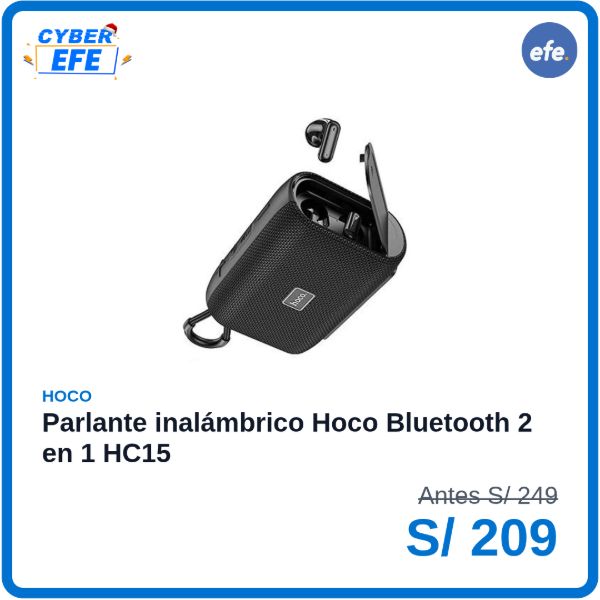 CYBER
EFE
efe.
hoco.
HOCO
Parlante inalámbrico Hoco Bluetooth 2
en 1 HC15
Antes S/ 249
S/ 209